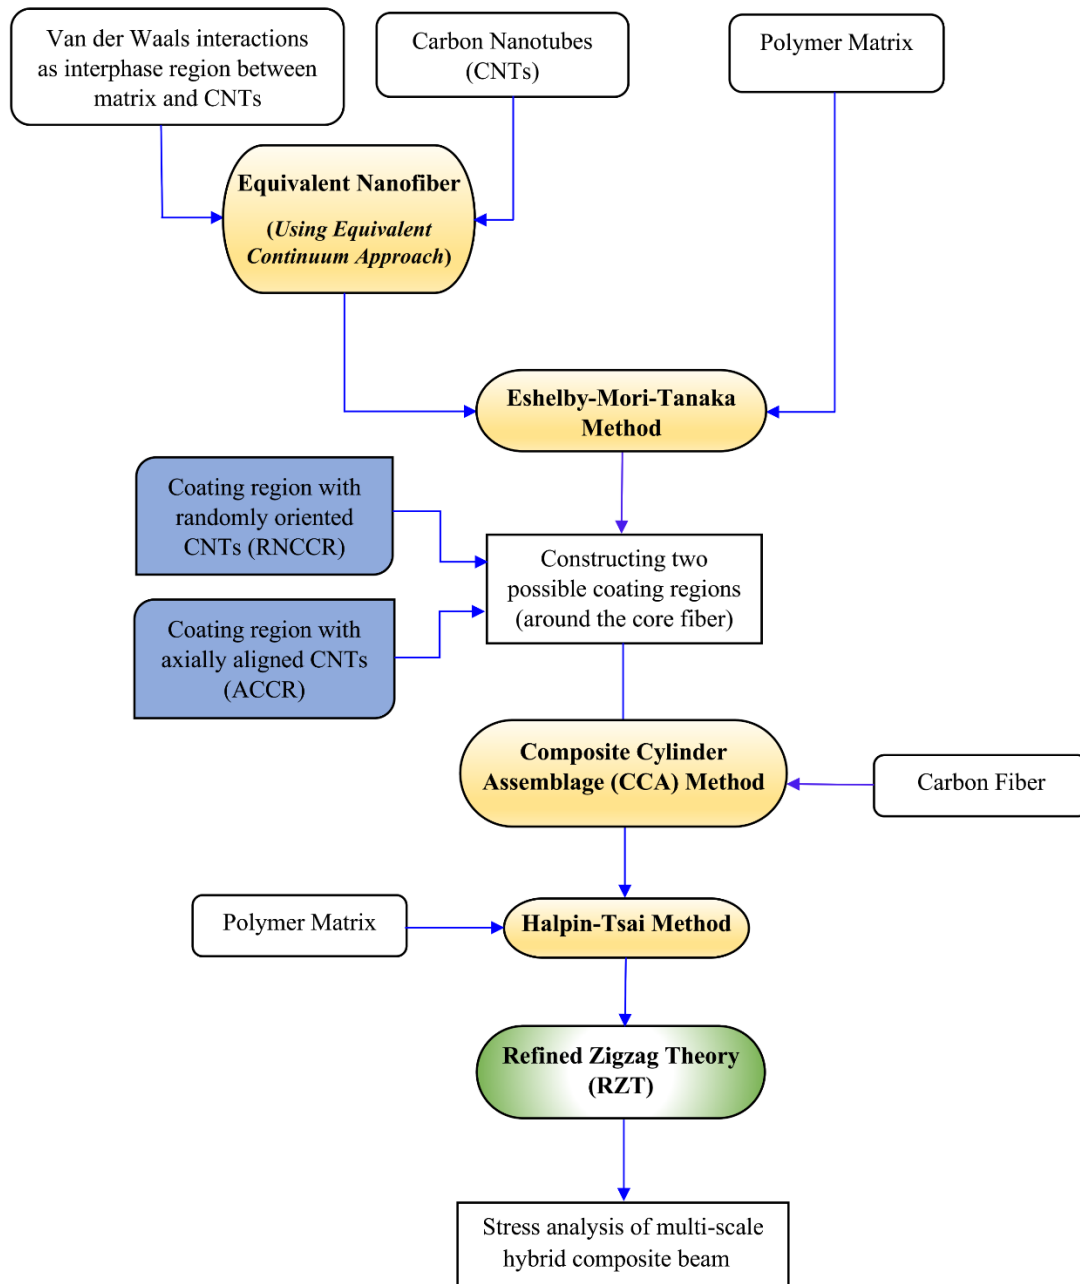 Van der Waals interactions
as interphase region between
matrix and CNTs
Carbon Nanotubes
(CNTs)
Polymer Matrix
Equivalent Nanofiber
(Using Equivalent
Continuum Approach)
Eshelby-Mori-Tanaka
Method
Coating region with
randomly oriented
CNTs (RNCCR)
Constructing two
possible coating regions
(around the core fiber)
Coating region with
axially aligned CNTs
(ACCR)
Composite Cylinder
Assemblage (CCA) Method
Carbon Fiber
Polymer Matrix
Halpin-Tsai Method
Refined Zigzag Theory
(RZT)
Stress analysis of multi-scale
hybrid composite beam